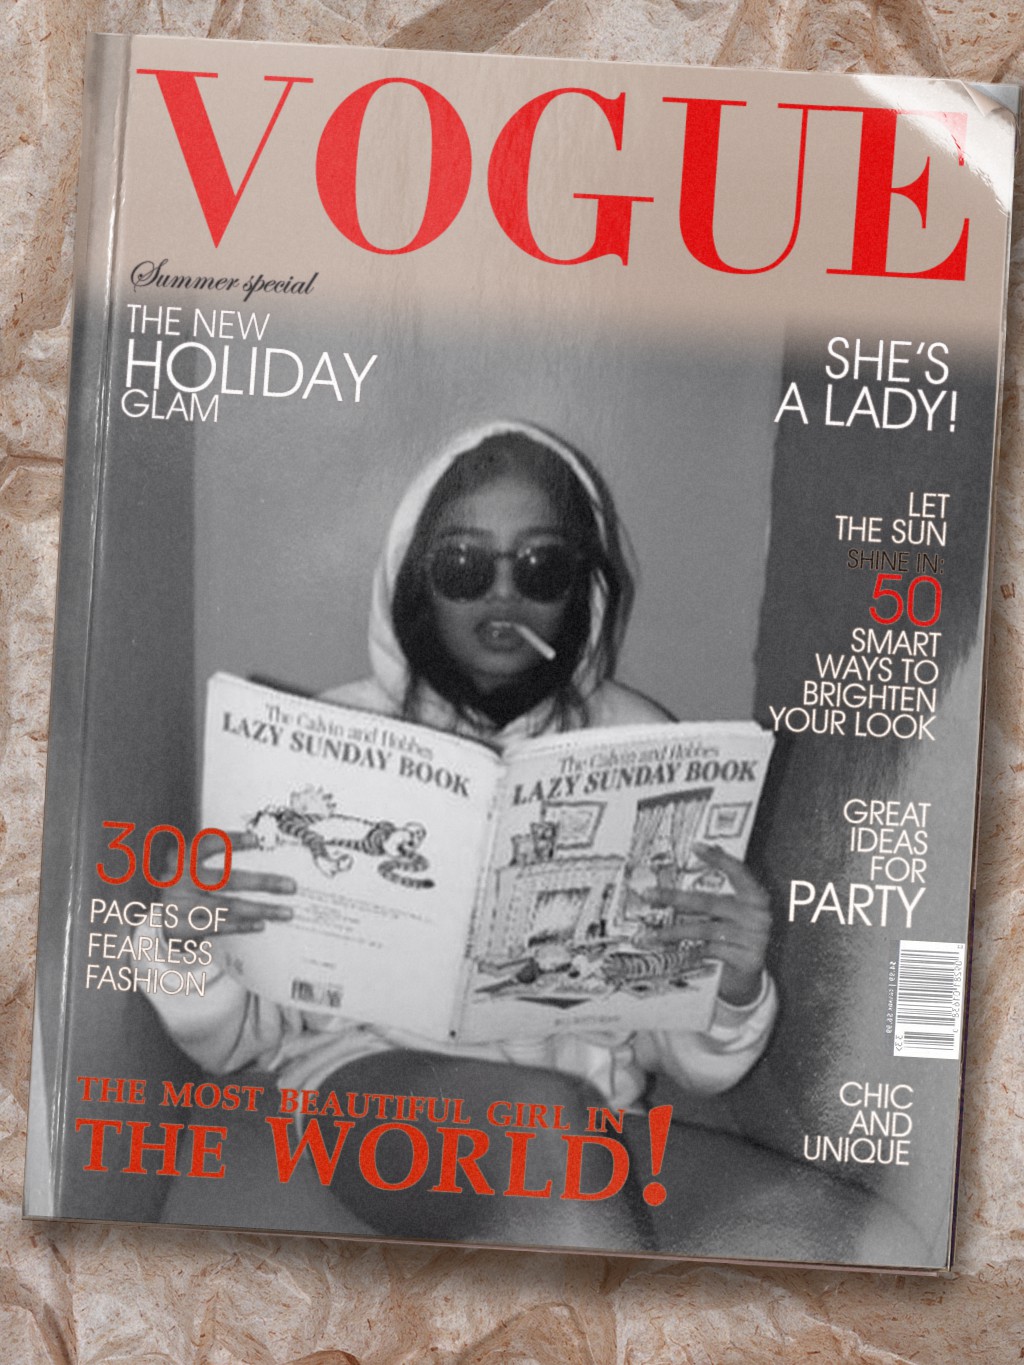 VOGUE
Summer special
THE NEW
HOLIDAY
GLAM
SHE'S
A LADY!
LET
THE SUN
SHINE IN:
50
SMART
WAYS TO
BRIGHTEN
YOUR LOOK
The Calvin and Hobbes
LAZY SUNDAY BOOK
The Calvin and Hobbes
LAZY SUNDAY BOOK
300
PAGES OF
FEARLESS
FASHION
GREAT
IDEAS
FOR
PARTY
CHIC
AND
UNIQUE
THE MOST BEAUTIFUL GIRL IN
THE WORLD!